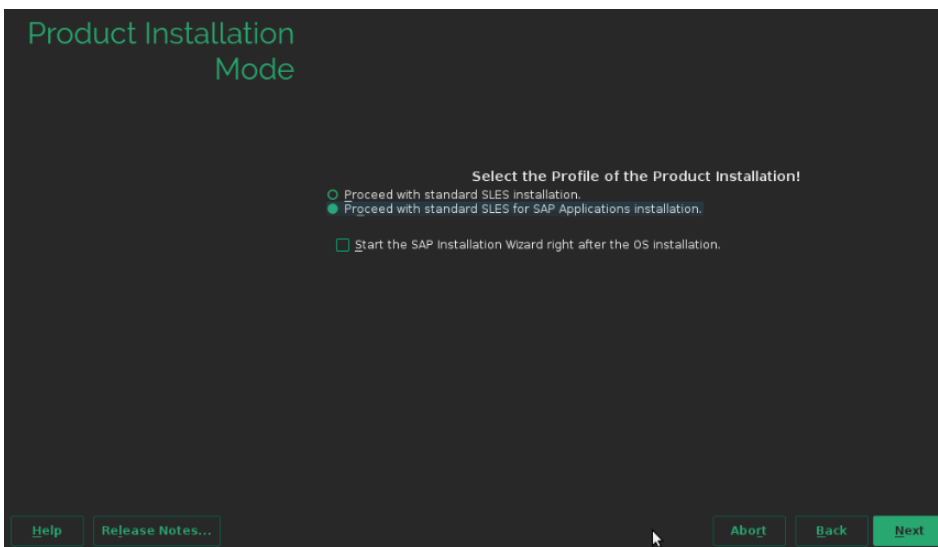 Product Installation
Mode
Select the Profile of the Product Installation!
Proceed with standard SLES installation.
Proceed with standard SLES for SAP Applications installation.
Start the SAP Installation Wizard right after the OS installation.
Help Release Notes... Abort Back Next